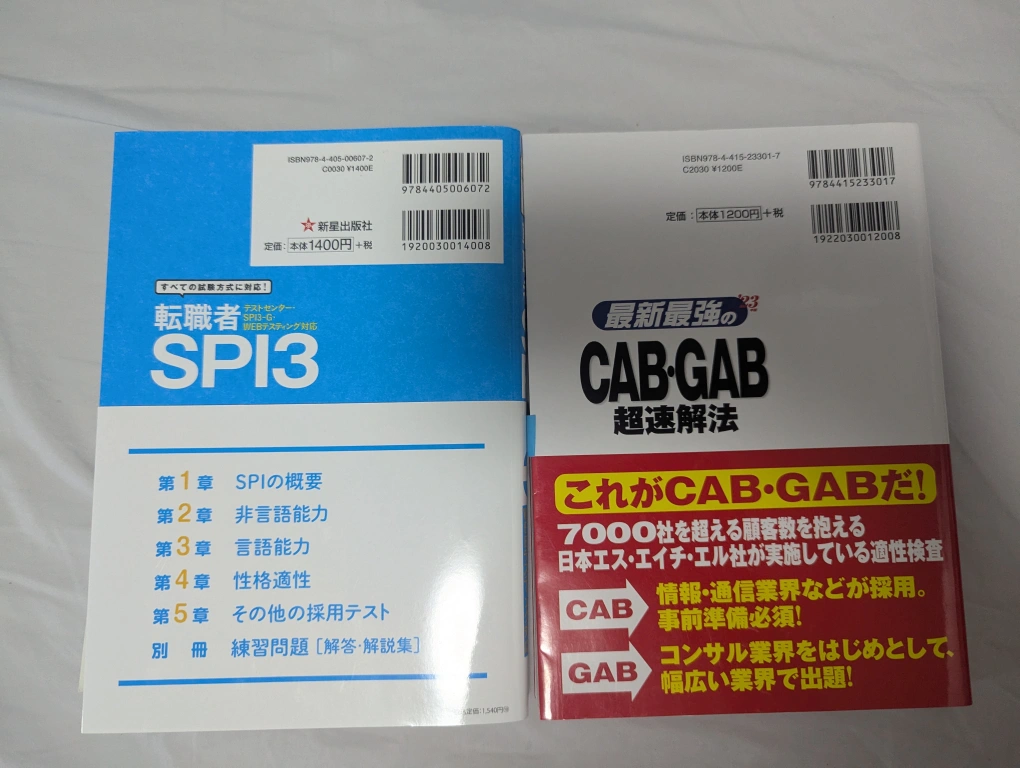 ISBN978-4-405-00607-2
C0030 ¥1400E
9784405006072
新星出版社
定価：本体1400円+税
1920030014008
すべての試験方式に対応！
転職者
テストセンター・
SPI3-G・
WEBテスティング対応
SPI3
第1章 SPIの概要
第2章 非言語能力
第3章 言語能力
第4章 性格適性
第5章 その他の採用テスト
別冊 練習問題［解答・解説集］
定価:1,540円
ISBN978-4-415-23301-7
C2030 ¥1200E
9784415233017
定価：本体1200円+税
1922030012008
最新最強の
'23
CAB・GAB
超速解法
これがCAB・GABだ！
7000社を超える顧客数を抱える
日本エス・エイチ・エル社が実施している適性検査
CAB
情報・通信業界などが採用。
事前準備必須！
GAB
コンサル業界をはじめとして、
幅広い業界で出題！